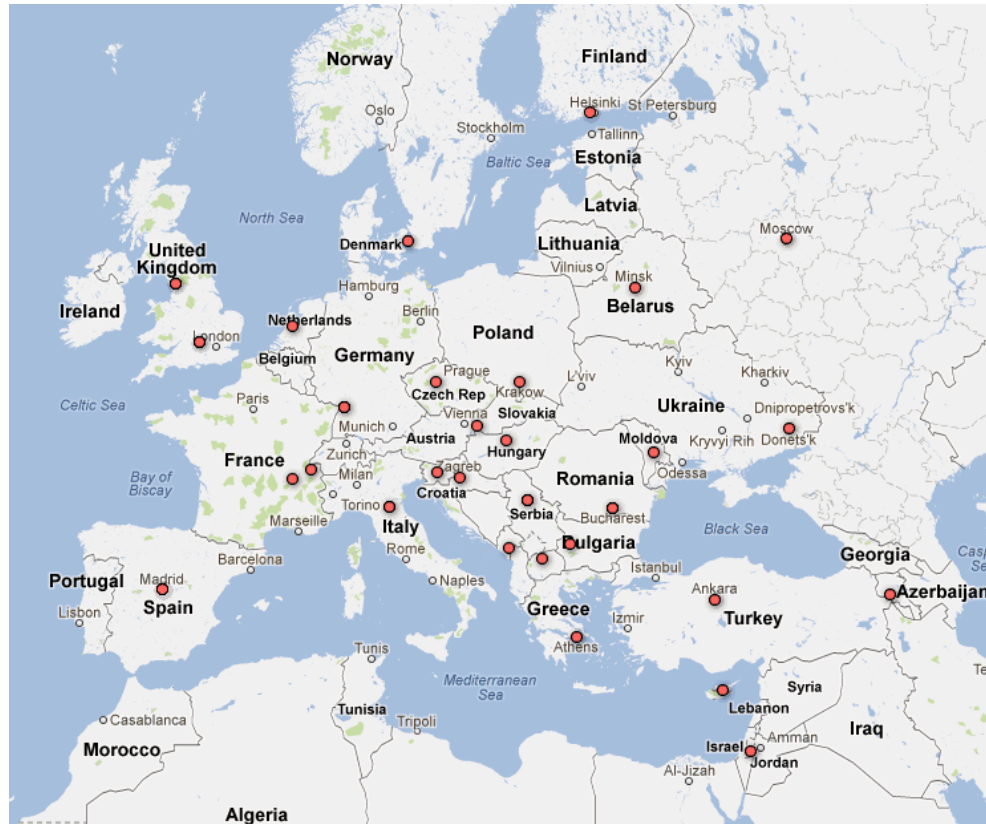 Norway
Finland
Oslo
Helsinki
St Petersburg
Stockholm
Tallinn
Baltic Sea
Estonia
Latvia
North Sea
Moscow
Denmark
Lithuania
United
Kingdom
Vilnius
Minsk
Belarus
Hamburg
Ireland
Netherlands
Berlin
London
Poland
Belgium
Germany
Prague
Kyiv
Kharkiv
Czech Rep
Krakow
L'viv
Celtic Sea
Paris
Ukraine
Dnipropetrovs'k
Slovakia
Vienna
Munich
Austria
Kryvyi Rih
Donets'k
Moldova
Zurich
Hungary
France
Zagreb
Odessa
Bay of
Biscay
Milan
Romania
Croatia
Torino
Serbia
Bucharest
Marseille
Italy
Black Sea
Bulgaria
Rome
Georgia
Casp
Se
Barcelona
Istanbul
Portugal
Madrid
Naples
Ankara
Azerbaijan
Spain
Greece
Lisbon
Izmir
Turkey
Athens
Tunis
Te
Mediterranean
Sea
Syria
Tunisia
Lebanon
Casablanca
Tripoli
Iraq
Morocco
Israel
Amman
Jordan
Al-Jizah
Algeria